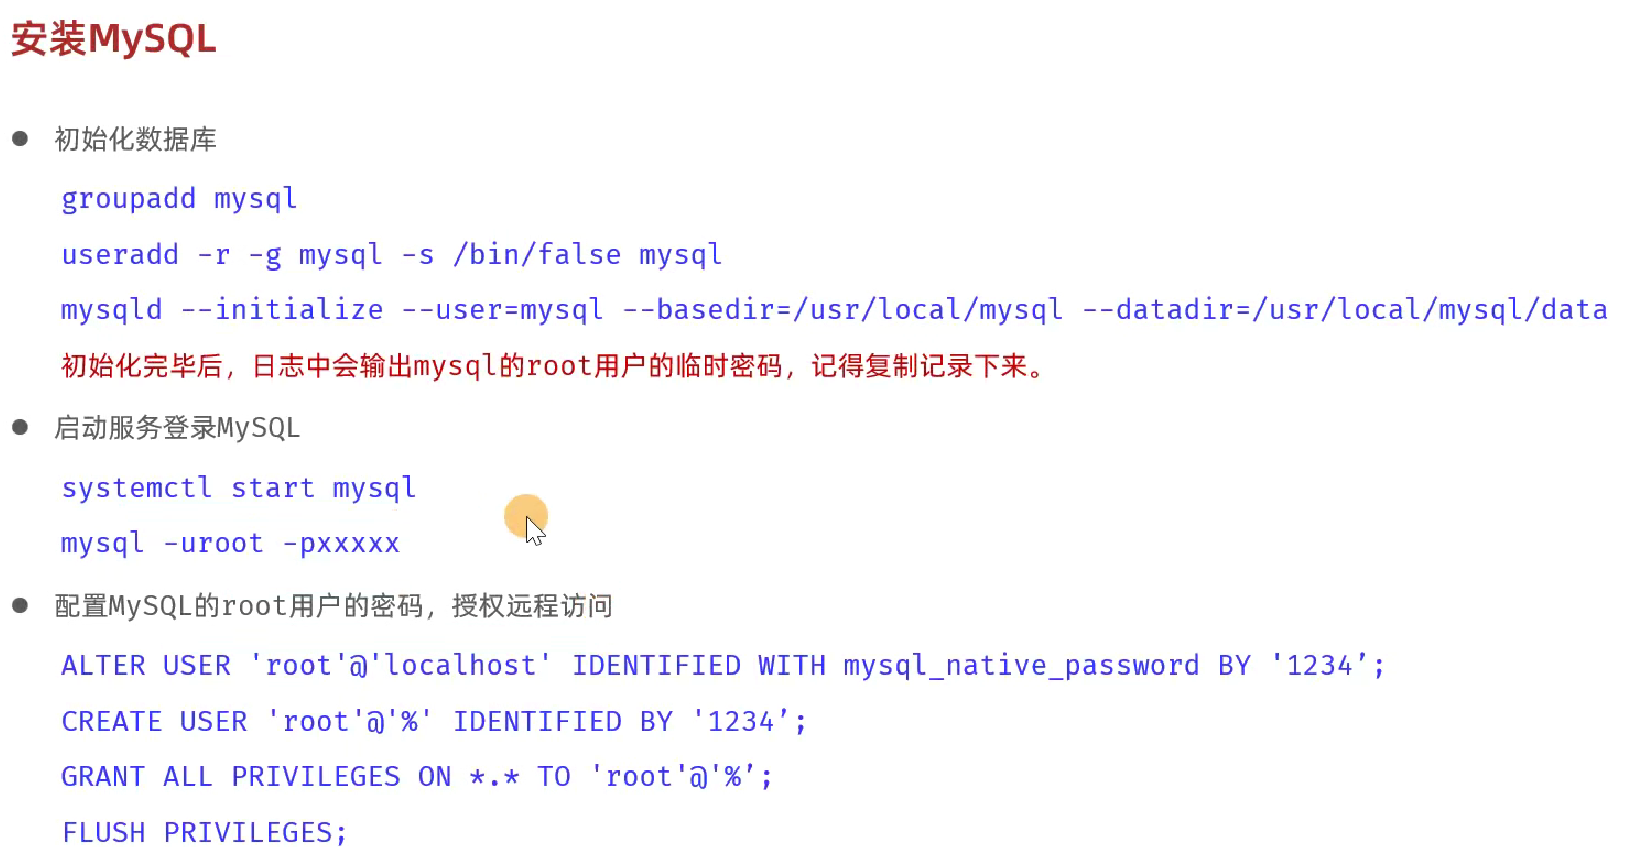 安装MySQL
初始化数据库
groupadd mysql
useradd -r -g mysql -s /bin/false mysql
mysqld --initialize --user=mysql --basedir=/usr/local/mysql --datadir=/usr/local/mysql/data
初始化完毕后，日志中会输出mysql的root用户的临时密码，记得复制记录下来。
启动服务登录MySQL
systemctl start mysql
mysql -uroot -pxxxxx
配置MySQL的root用户的密码，授权远程访问
ALTER USER 'root'@'localhost' IDENTIFIED WITH mysql_native_password BY '1234’;
CREATE USER 'root'@'%' IDENTIFIED BY '1234’;
GRANT ALL PRIVILEGES ON *.* TO 'root'@'%’;
FLUSH PRIVILEGES;